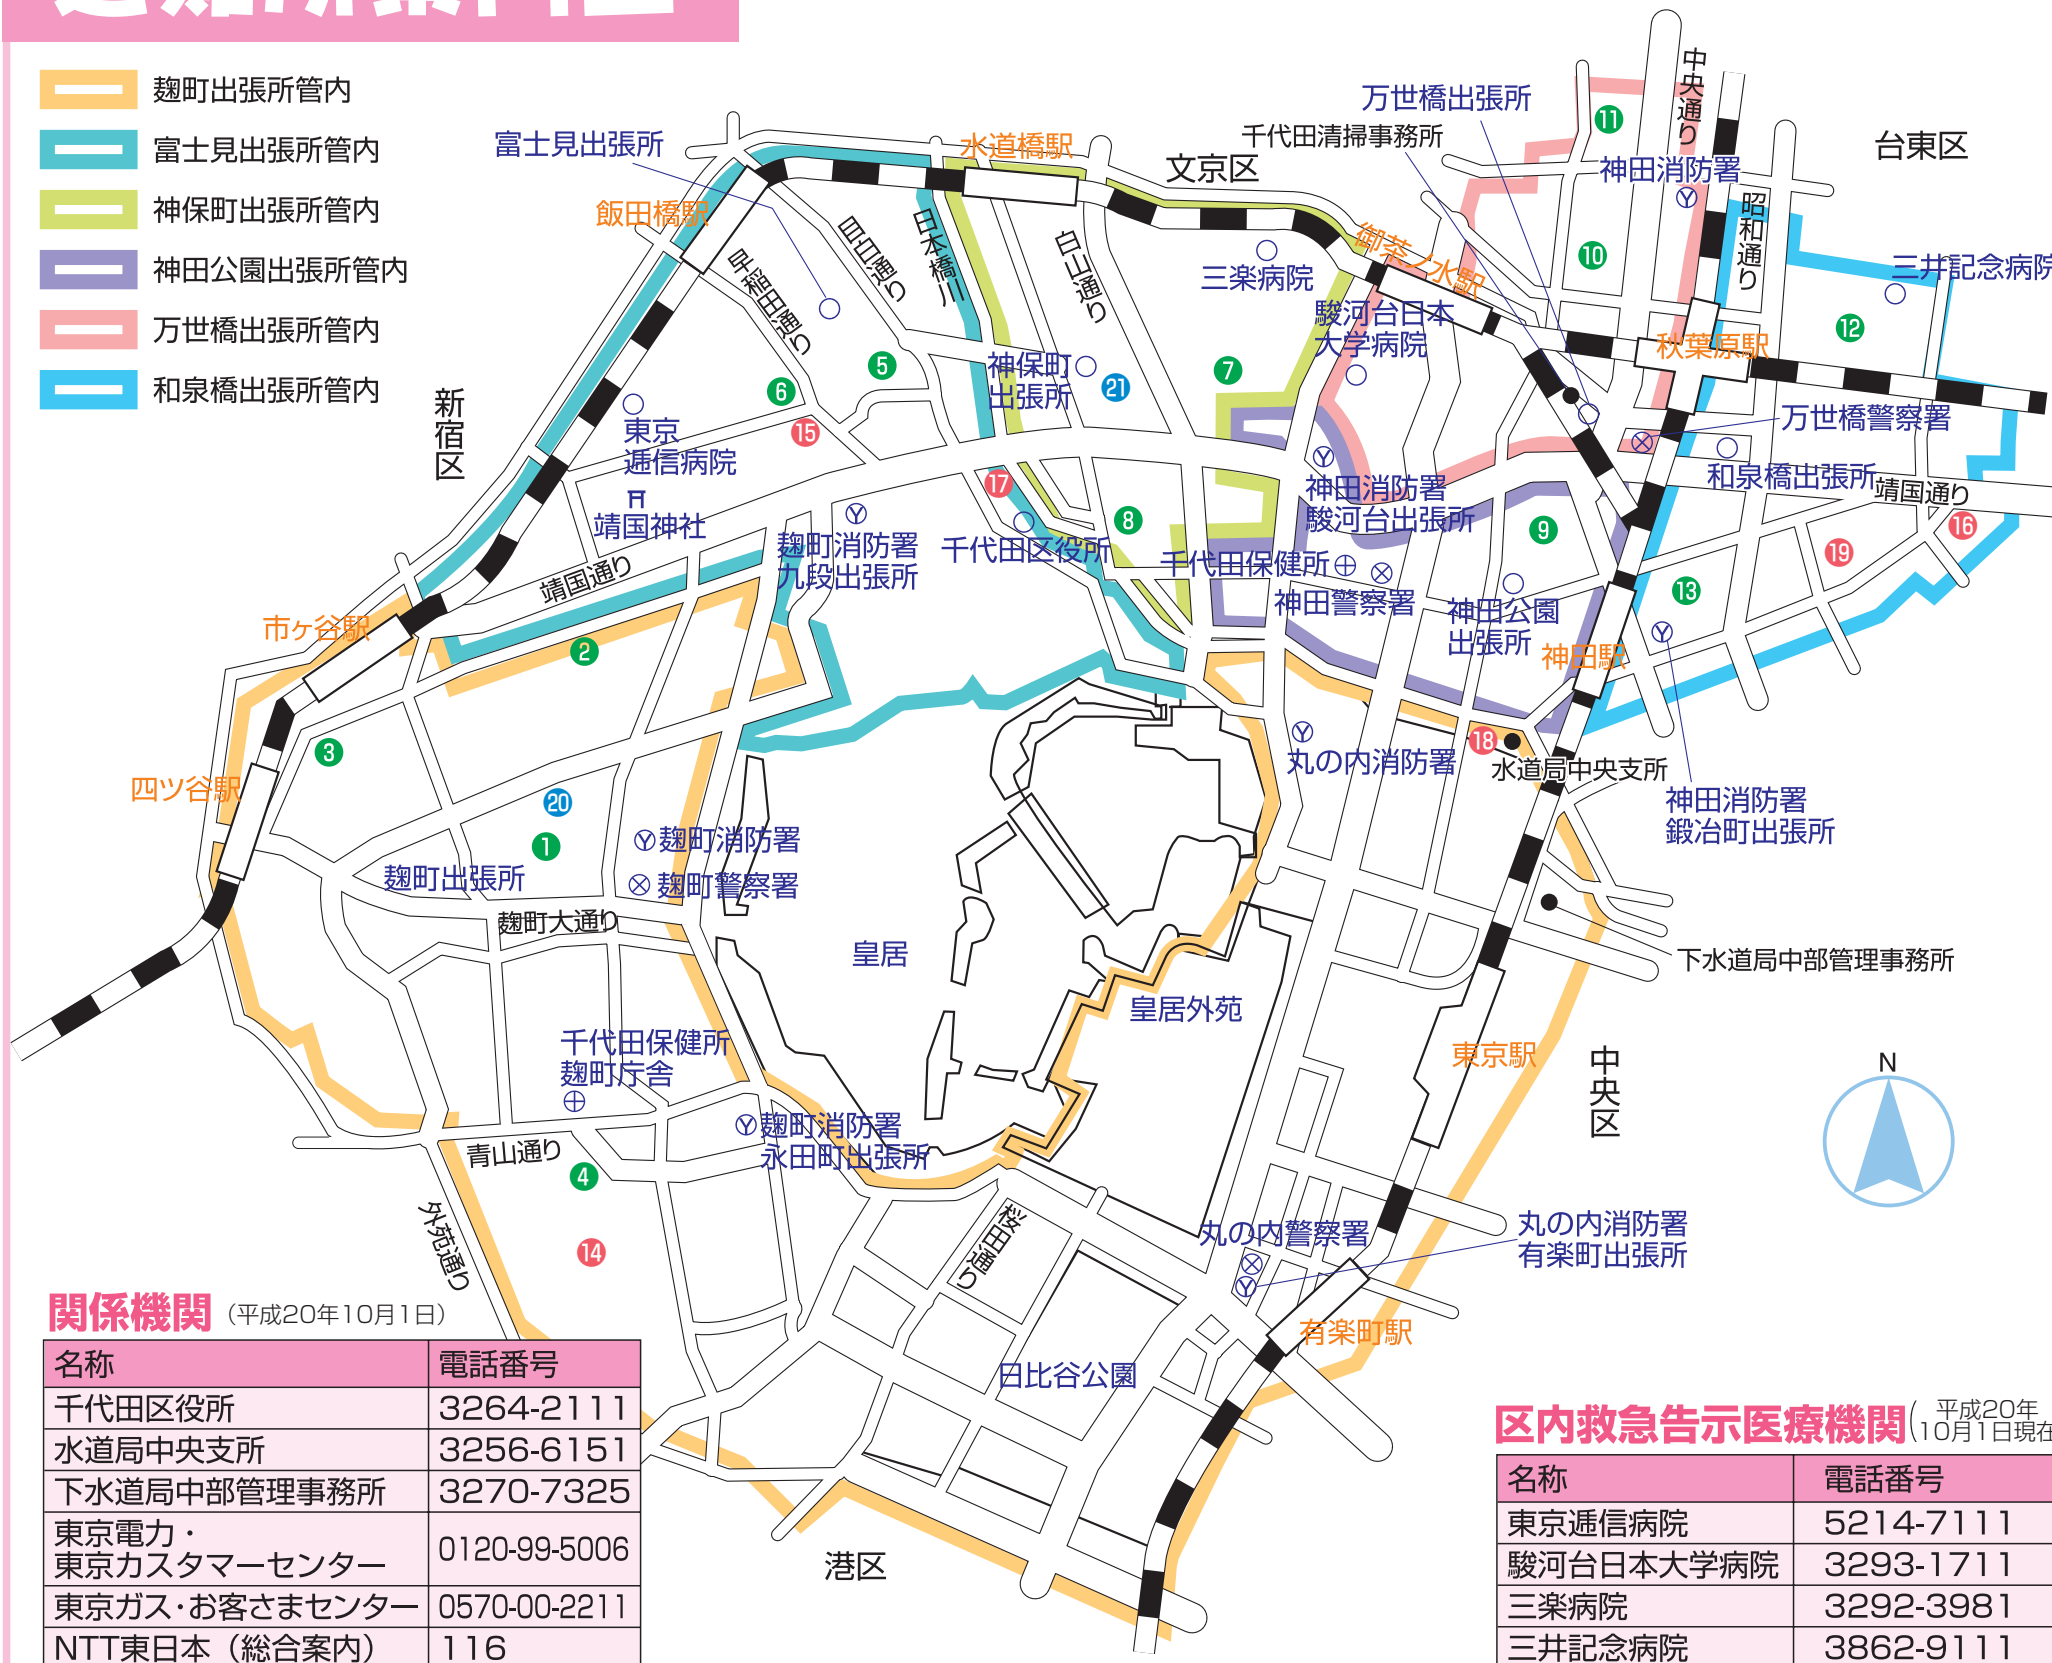 避難所案内図
麹町出張所管内
富士見出張所管内
神保町出張所管内
神田公園出張所管内
万世橋出張所管内
和泉橋出張所管内
富士見出張所
水道橋駅
文京区
千代田清掃事務所
万世橋出張所
中央通り
台東区
飯田橋駅
早稲田通り
目白通り
日本橋川
白山通り
三楽病院
御茶ノ水駅
駿河台日本
大学病院
神田消防署
昭和通り
三井記念病院
秋葉原駅
⑪
⑩
⑫
⑤
⑥
⑦
⑮
㉑
神保町
出張所
新宿区
東京
逓信病院
靖国神社
靖国通り
麹町消防署
九段出張所
⑰
千代田区役所
⑧
千代田保健所
神田消防署
駿河台出張所
神田警察署
⑨
神田公園
出張所
神田駅
万世橋警察署
和泉橋出張所
靖国通り
⑯
⑲
⑬
市ヶ谷駅
②
③
四ツ谷駅
⑳
①
麹町出張所
麹町消防署
麹町警察署
麹町大通り
皇居
皇居外苑
丸の内消防署
⑱
水道局中央支所
神田消防署
鍛冶町出張所
下水道局中部管理事務所
東京駅
中央区
N
千代田保健所
麹町庁舎
麹町消防署
永田町出張所
青山通り
④
⑭
外苑通り
桜田通り
丸の内警察署
丸の内消防署
有楽町出張所
有楽町駅
日比谷公園
港区
関係機関（平成20年10月1日）
名称 電話番号
千代田区役所 3264-2111
水道局中央支所 3256-6151
下水道局中部管理事務所 3270-7325
東京電力・
東京カスタマーセンター 0120-99-5006
東京ガス・お客さまセンター 0570-00-2211
NTT東日本（総合案内） 116
区内救急告示医療機関（平成20年
10月1日現在
名称 電話番号
東京逓信病院 5214-7111
駿河台日本大学病院 3293-1711
三楽病院 3292-3981
三井記念病院 3862-9111